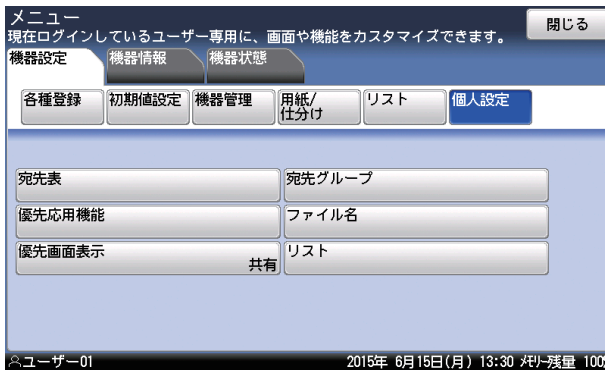 メニュー
現在ログインしているユーザー専用に、画面や機能をカスタマイズできます。
閉じる
機器設定 機器情報 機器状態
各種登録 初期値設定 機器管理 用紙/
仕分け リスト 個人設定
宛先表 宛先グループ
優先応用機能 ファイル名
優先画面表示 共有 リスト
ユーザー01 2015年 6月15日(月) 13:30 メモリー残量 100%